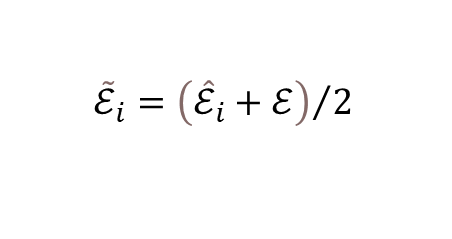 ℰ̃ᵢ = (ℰ̂ᵢ + ℰ)/2